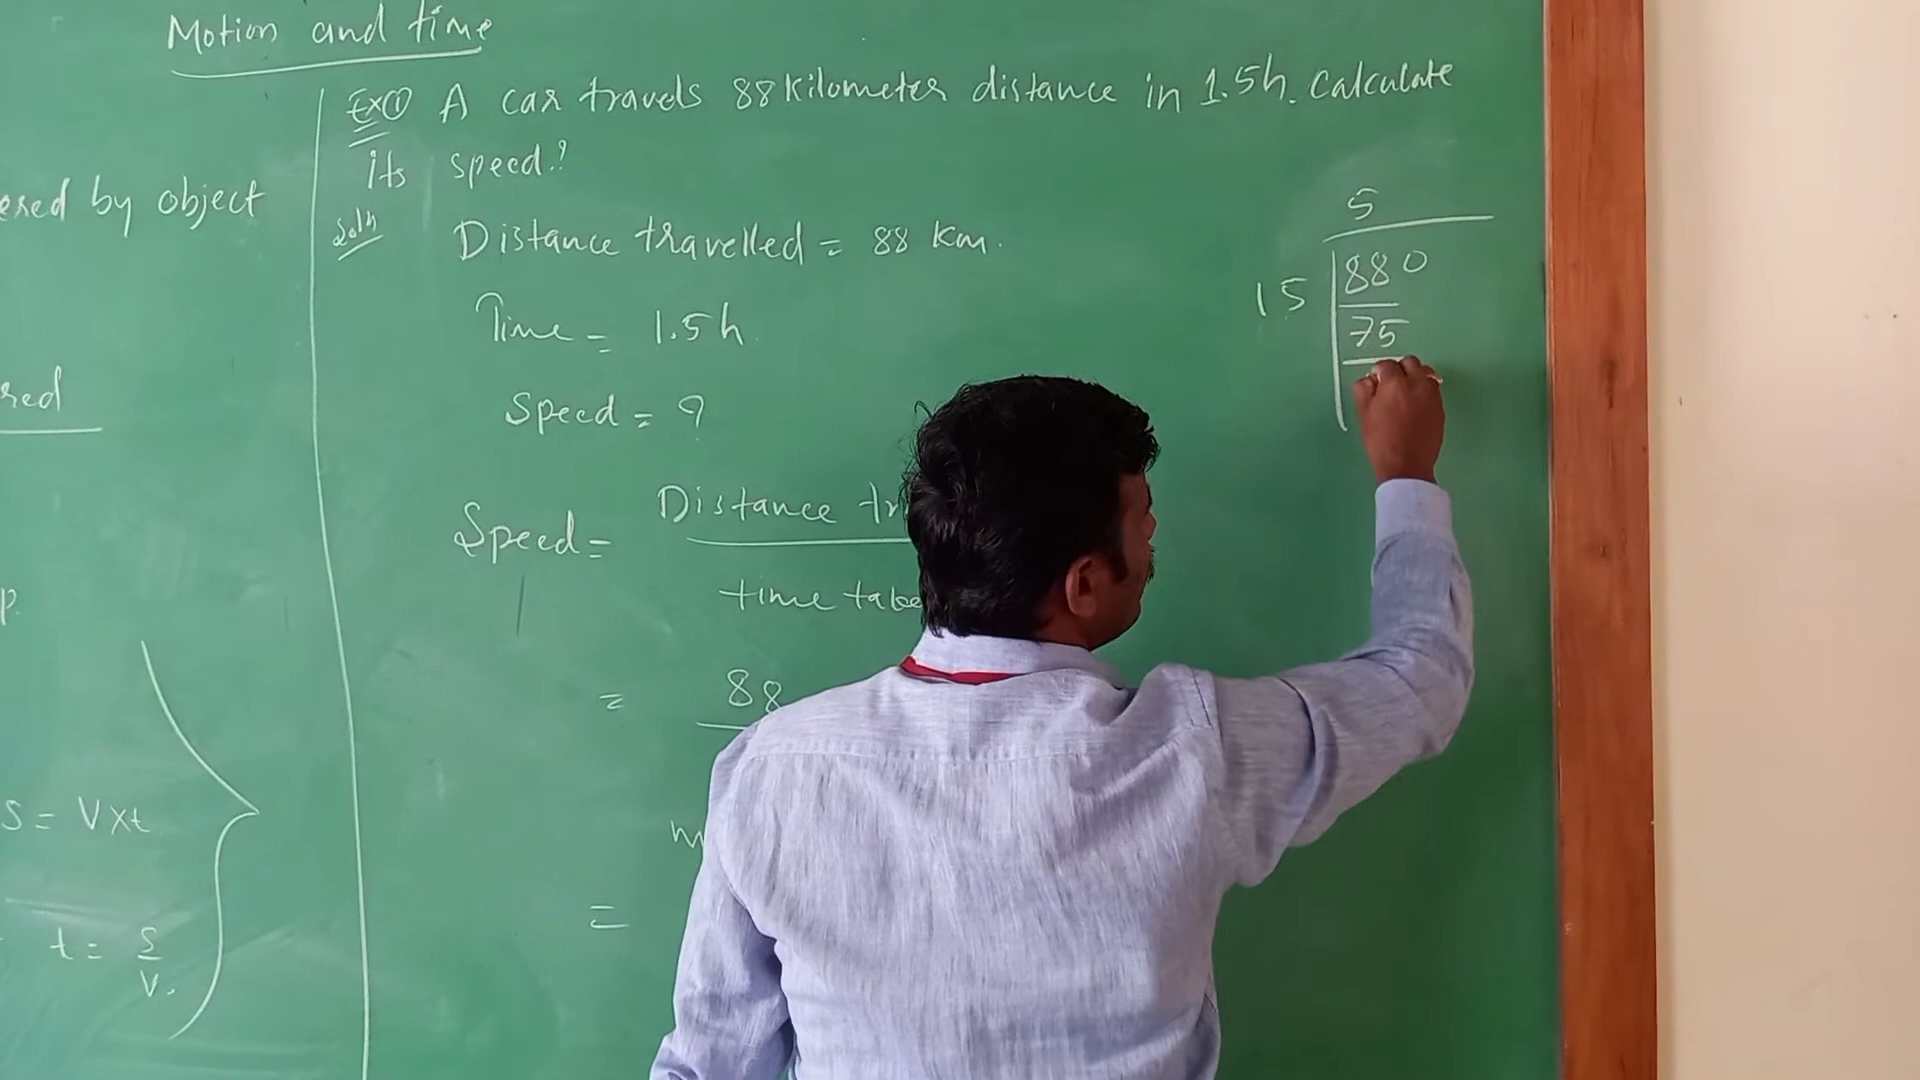 Motion and time
Ex① A car travels 88 Kilometer distance in 1.5h. Calculate
its speed.?
ered by object
Soln
Distance travelled = 88 Km.
Time = 1.5h
Speed = ?
red
Speed = Distance tr
time take
p.
= 88
S = V×t
=
t = S
V.
5
15 880
75